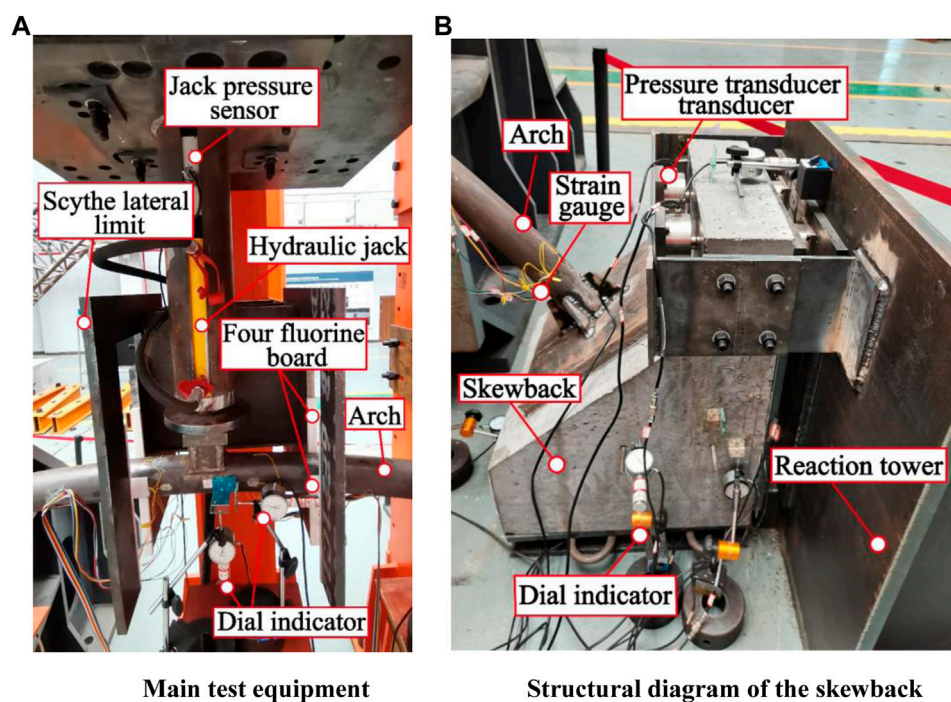 A
Jack pressure
sensor
Scythe lateral
limit
Hydraulic jack
Four fluorine
board
Arch
Dial indicator
Main test equipment
B
Pressure transducer
transducer
Arch
Strain
gauge
Skewback
Reaction tower
Dial indicator
Structural diagram of the skewback